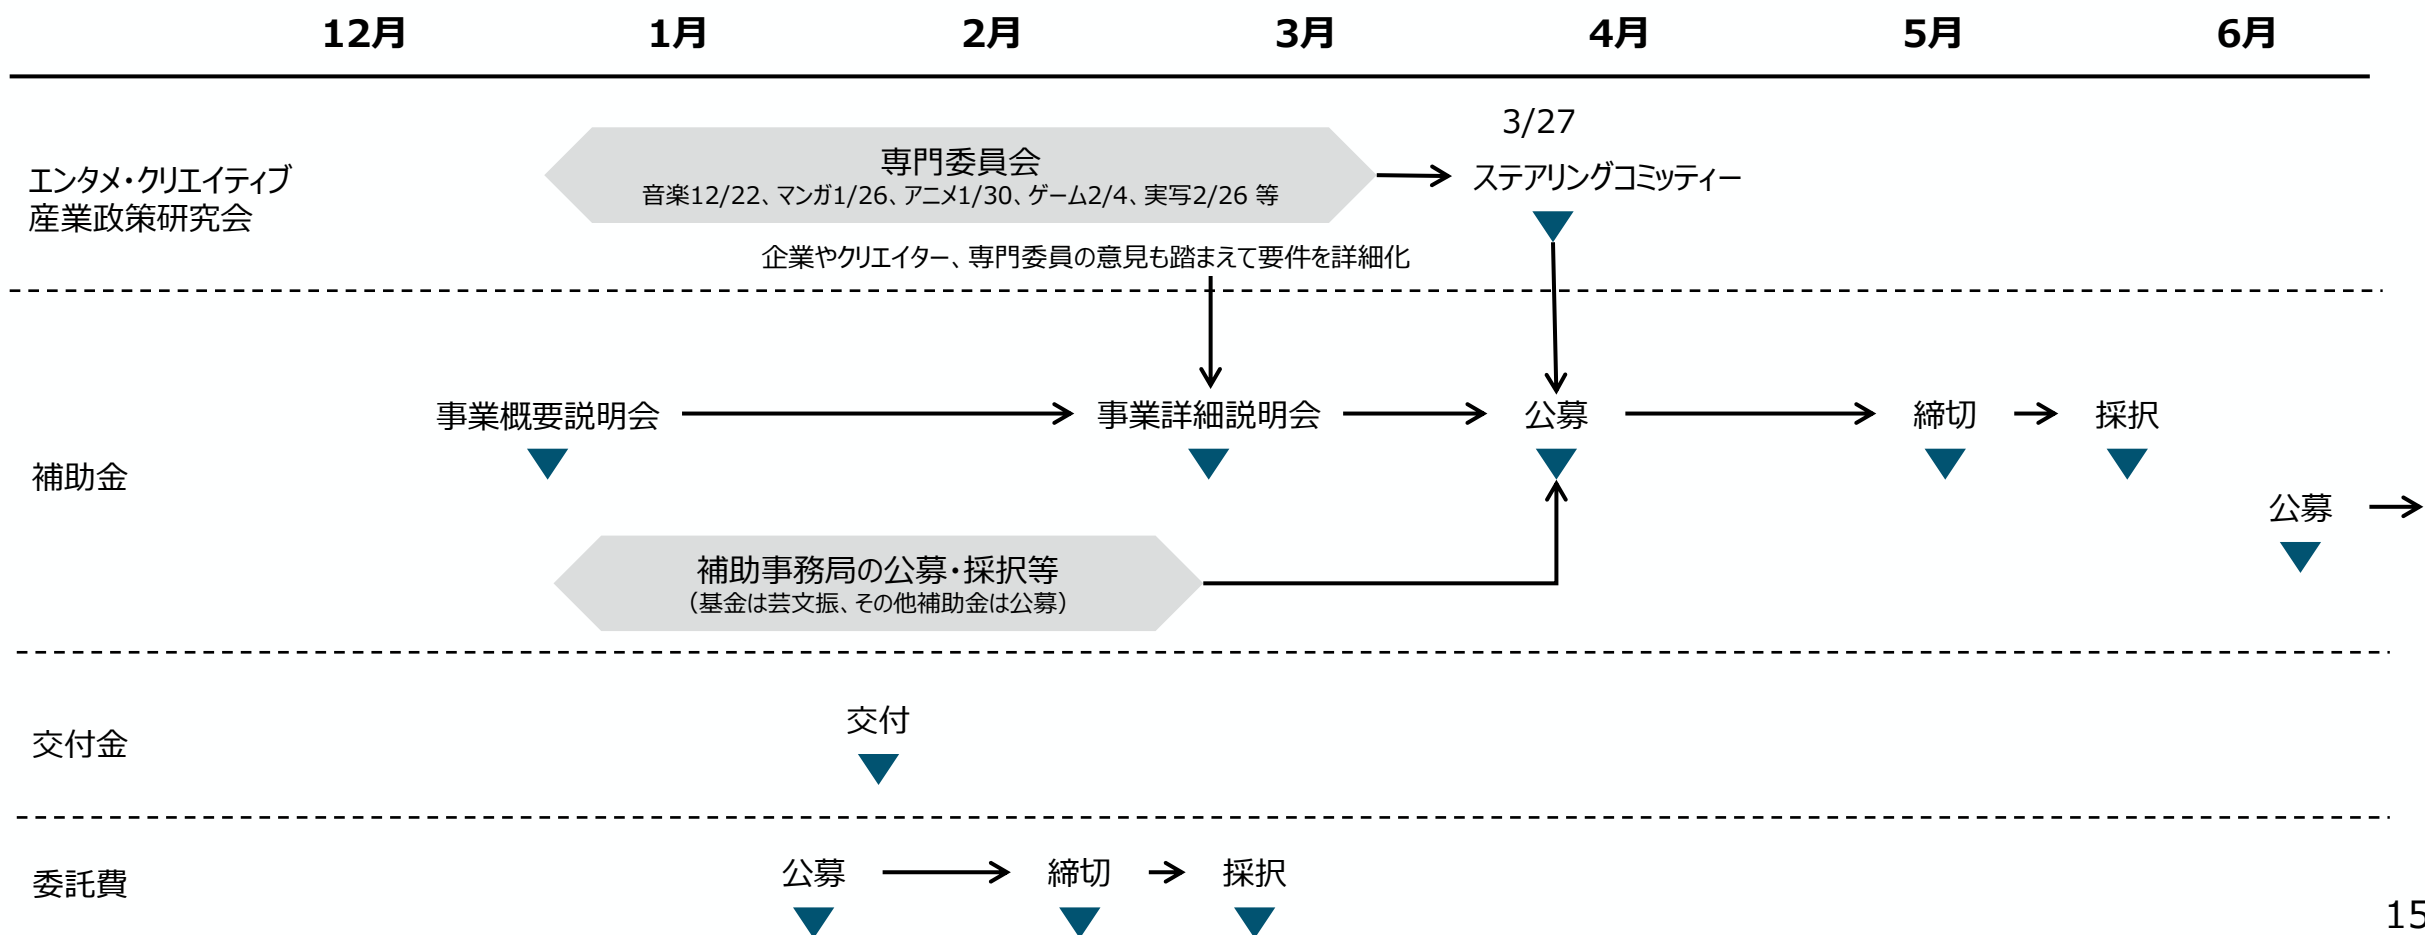 12月 1月 2月 3月 4月 5月 6月
エンタメ・クリエイティブ
産業政策研究会
専門委員会
音楽12/22、マンガ1/26、アニメ1/30、ゲーム2/4、実写2/26 等
3/27
ステアリングコミッティー
企業やクリエイター、専門委員の意見も踏まえて要件を詳細化
補助金
事業概要説明会 事業詳細説明会 公募 締切 採択
公募
補助事務局の公募・採択等
（基金は芸文振、その他補助金は公募）
交付金
交付
委託費
公募 締切 採択
15